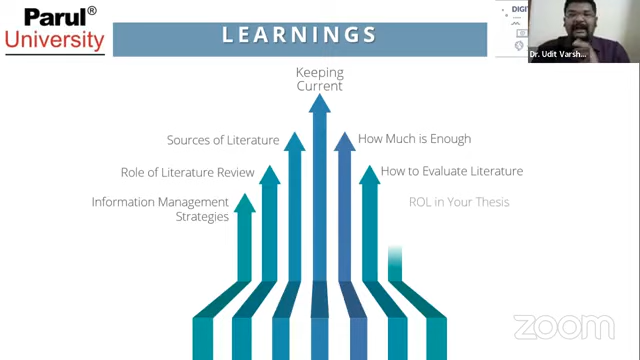 Parul®
University
LEARNINGS
DIGIT
Dr. Udit Varsh...
Keeping
Current
Sources of Literature
How Much is Enough
Role of Literature Review
How to Evaluate Literature
Information Management
Strategies
ROL in Your Thesis
zoom